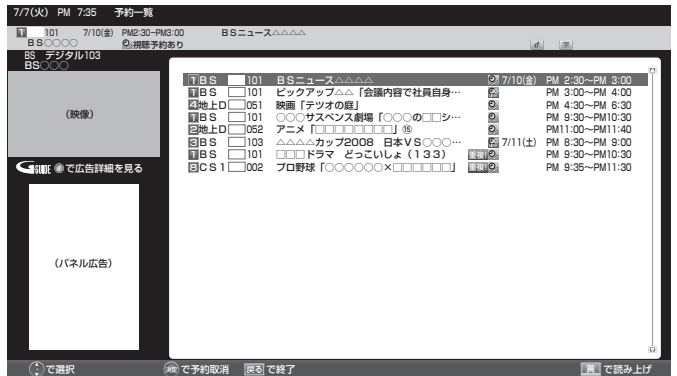 7/7(火) PM 7:35 予約一覧
1 101 7/10(金) PM2:30-PM3:00 BSニュース△△△△
BS○○○○ 視聴予約あり d 字
BS デジタル103
BS○○○
(映像)
1BS 101 BSニュース△△△△ 7/10(金) PM 2:30~PM 3:00
1BS 101 ピックアップ△△「会議内容で社員自身… PM 3:00~PM 4:00
4地上D 051 映画「テツオの庭」 PM 4:30~PM 6:30
1BS 101 ○○○サスペンス劇場「○○○の□□シ… PM 9:30~PM10:30
2地上D 052 アニメ「□□□□□□□□」⑮ PM11:00~PM11:40
3BS 103 △△△△カップ2008 日本VS○○○… 7/11(土) PM 8:30~PM 9:00
1BS 101 □□□ドラマ どっこいしょ(133) 重複 PM 9:30~PM10:30
8CS1 002 プロ野球「○○○○○○×□□□□□□」 重複 PM 9:35~PM11:30
G-GUIDE で広告詳細を見る
(パネル広告)
で選択 決定 で予約取消 戻る で終了 黄 で読み上げ